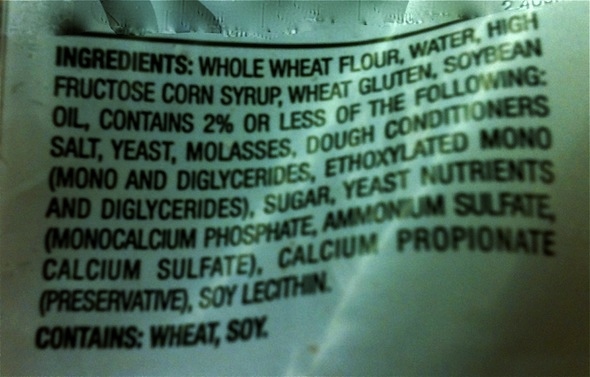 INGREDIENTS: WHOLE WHEAT FLOUR, WATER, HIGH
FRUCTOSE CORN SYRUP, WHEAT GLUTEN, SOYBEAN
OIL, CONTAINS 2% OR LESS OF THE FOLLOWING:
SALT, YEAST, MOLASSES, DOUGH CONDITIONERS
(MONO AND DIGLYCERIDES, ETHOXYLATED MONO
AND DIGLYCERIDES), SUGAR, YEAST NUTRIENTS
(MONOCALCIUM PHOSPHATE, AMMONIUM SULFATE,
CALCIUM SULFATE), CALCIUM PROPIONATE
(PRESERVATIVE), SOY LECITHIN.
CONTAINS: WHEAT, SOY.